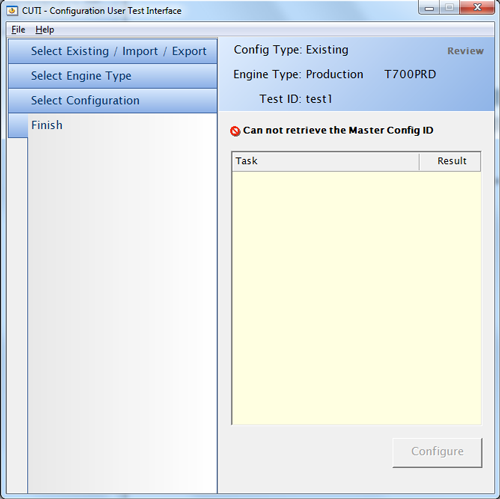 CUTI - Configuration User Test Interface
File Help
Select Existing / Import / Export
Select Engine Type
Select Configuration
Finish
Config Type: Existing
Review
Engine Type: Production T700PRD
Test ID: test1
Can not retrieve the Master Config ID
Task Result
Configure